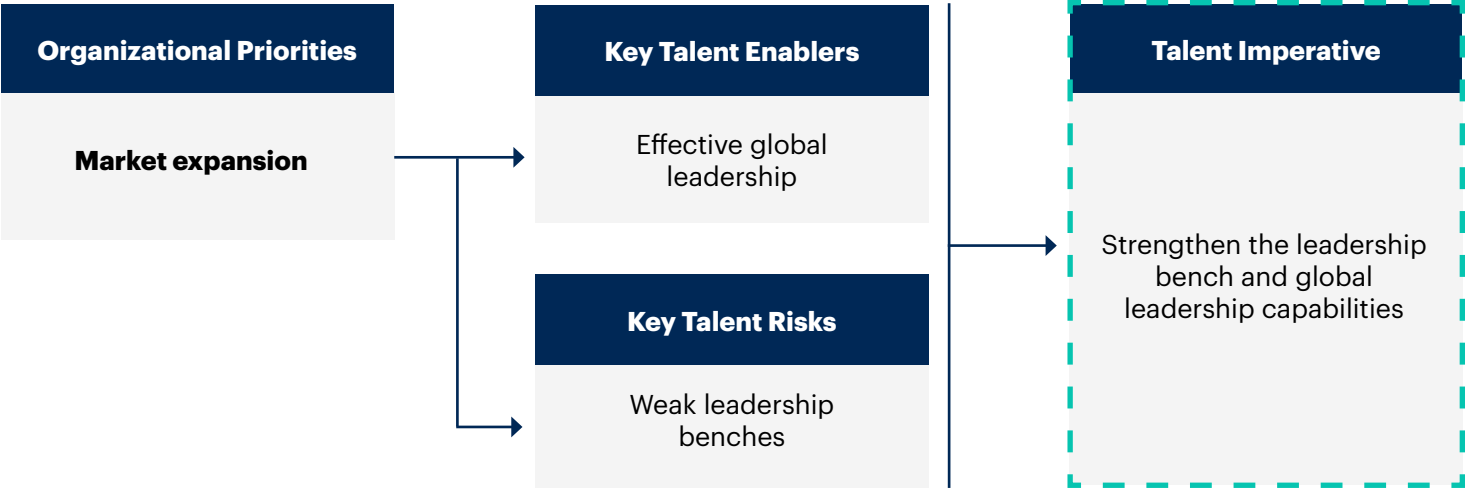 Organizational Priorities
Market expansion
Key Talent Enablers
Effective global
leadership
Key Talent Risks
Weak leadership
benches
Talent Imperative
Strengthen the leadership
bench and global
leadership capabilities